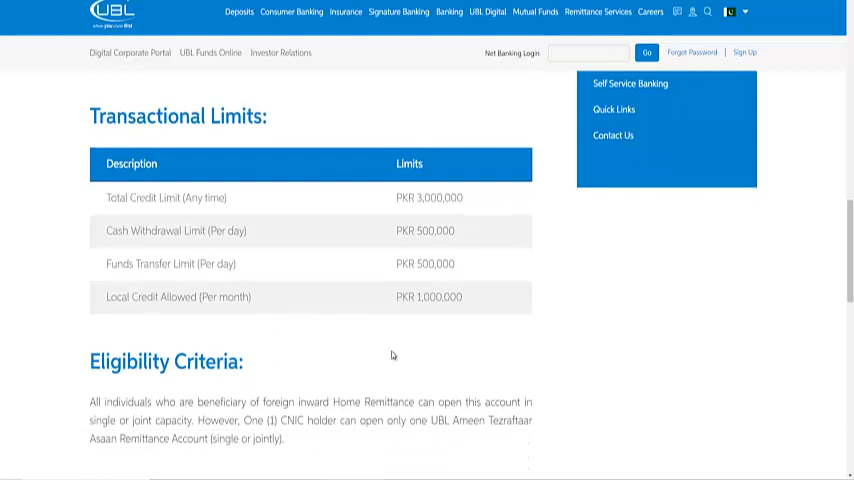 UBL
where you come first
Deposits Consumer Banking Insurance Signature Banking Banking UBL Digital Mutual Funds Remittance Services Careers
Digital Corporate Portal UBL Funds Online Investor Relations Net Banking Login Go Forgot Password | Sign Up
Self Service Banking
Quick Links
Contact Us
Transactional Limits:
Description Limits
Total Credit Limit (Any time) PKR 3,000,000
Cash Withdrawal Limit (Per day) PKR 500,000
Funds Transfer Limit (Per day) PKR 500,000
Local Credit Allowed (Per month) PKR 1,000,000
Eligibility Criteria:
All individuals who are beneficiary of foreign inward Home Remittance can open this account in
single or joint capacity. However, One (1) CNIC holder can open only one UBL Ameen Tezraftaar
Asaan Remittance Account (single or jointly).